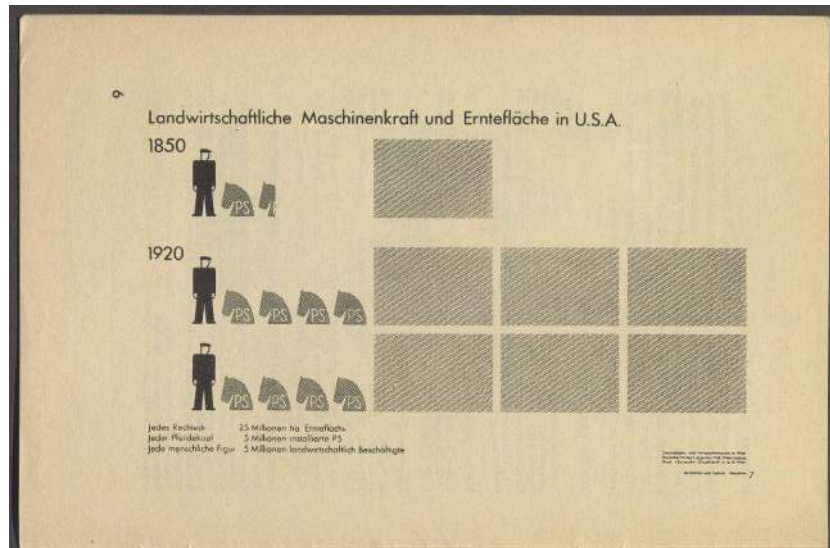 6
Landwirtschaftliche Maschinenkraft und Erntefläche in U.S.A.
1850
PS
1920
PS PS PS PS
PS PS PS PS
Jedes Rechteck 25 Millionen ha Erntefläche
Jeder Pferdekopf 5 Millionen installierte PS
Jede menschliche Figur 5 Millionen landwirtschaftlich Beschäftigte
7